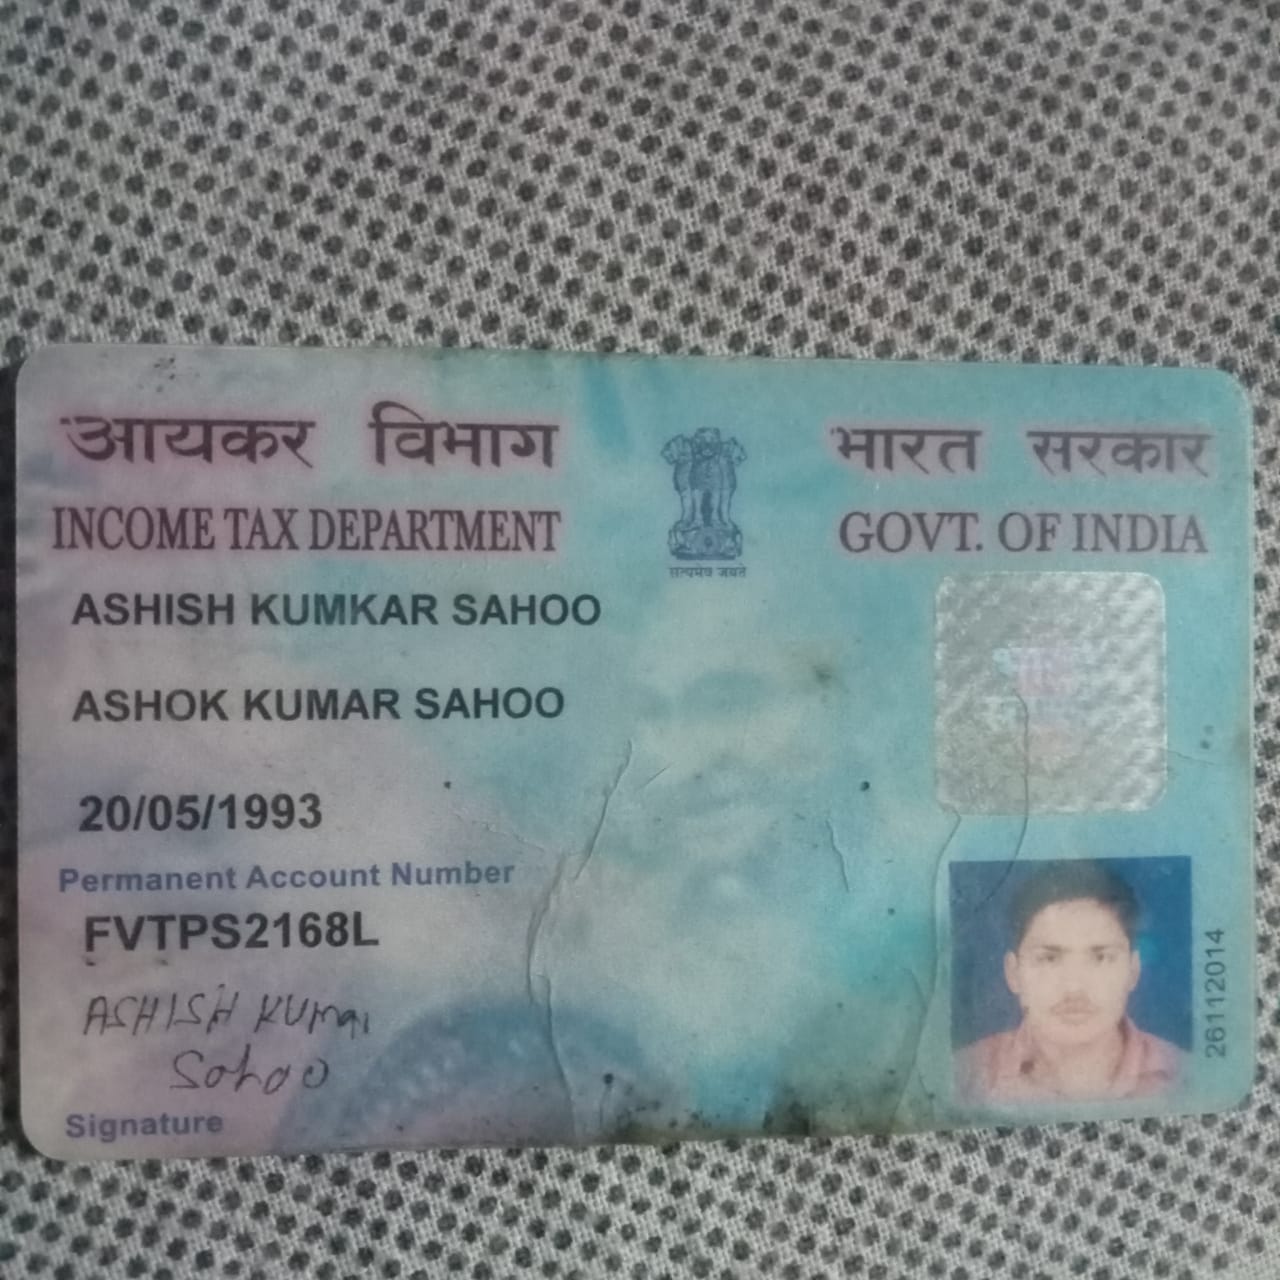 आयकर विभाग
INCOME TAX DEPARTMENT
भारत सरकार
GOVT. OF INDIA
सत्यमेव जयते
ASHISH KUMKAR SAHOO
ASHOK KUMAR SAHOO
20/05/1993
Permanent Account Number
FVTPS2168L
ASHISH KUmar
Sahoo
Signature
26112014